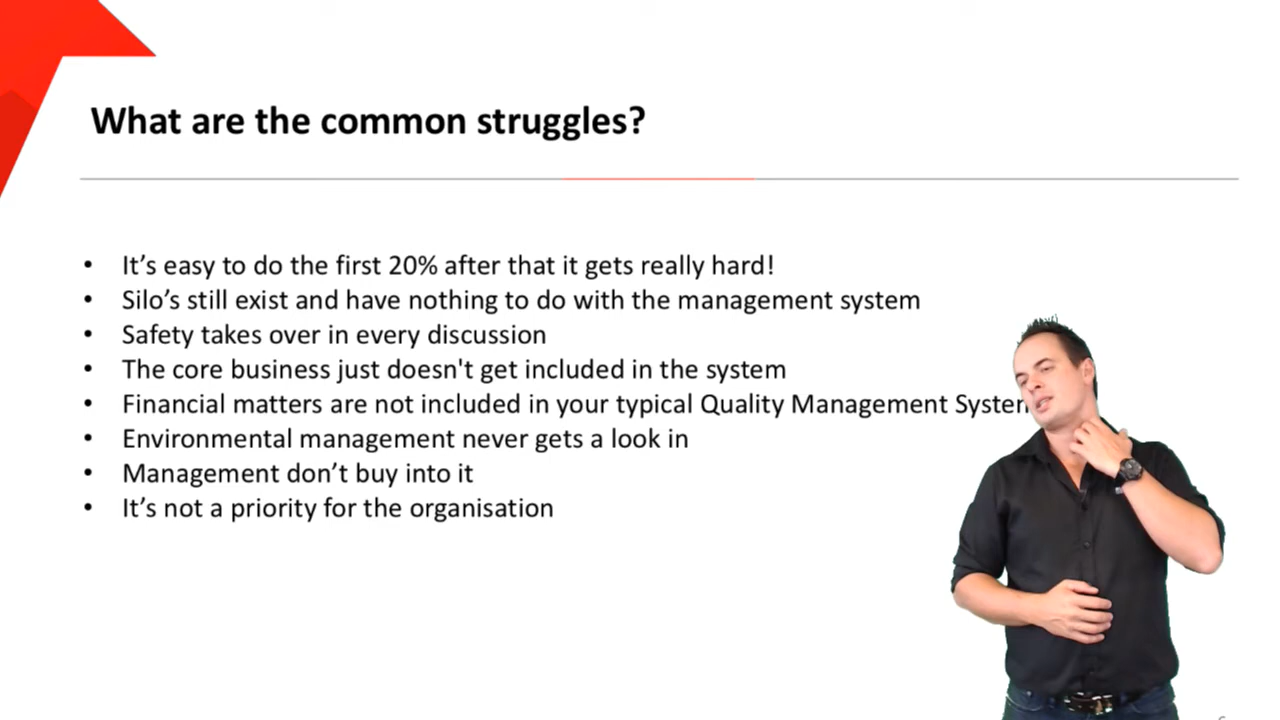 What are the common struggles?
• It’s easy to do the first 20% after that it gets really hard!
• Silo’s still exist and have nothing to do with the management system
• Safety takes over in every discussion
• The core business just doesn't get included in the system
• Financial matters are not included in your typical Quality Management System
• Environmental management never gets a look in
• Management don’t buy into it
• It’s not a priority for the organisation